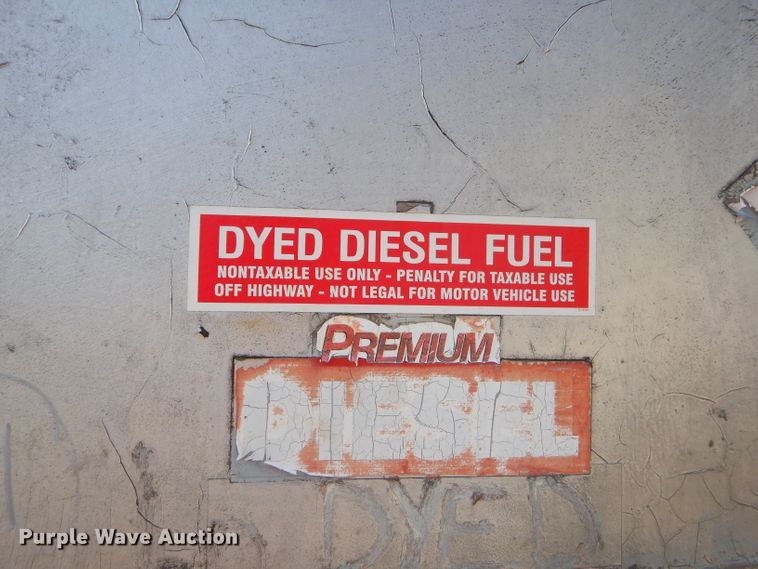 DYED DIESEL FUEL
NONTAXABLE USE ONLY - PENALTY FOR TAXABLE USE
OFF HIGHWAY - NOT LEGAL FOR MOTOR VEHICLE USE
PREMIUM
DIESEL
DYED
Purple Wave Auction